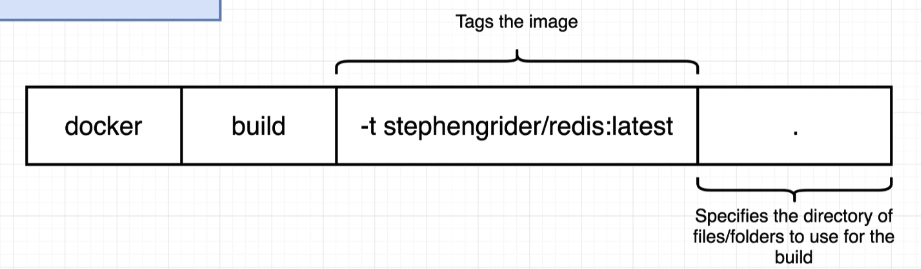 Tags the image
docker build -t stephengrider/redis:latest .
Specifies the directory of
files/folders to use for the
build